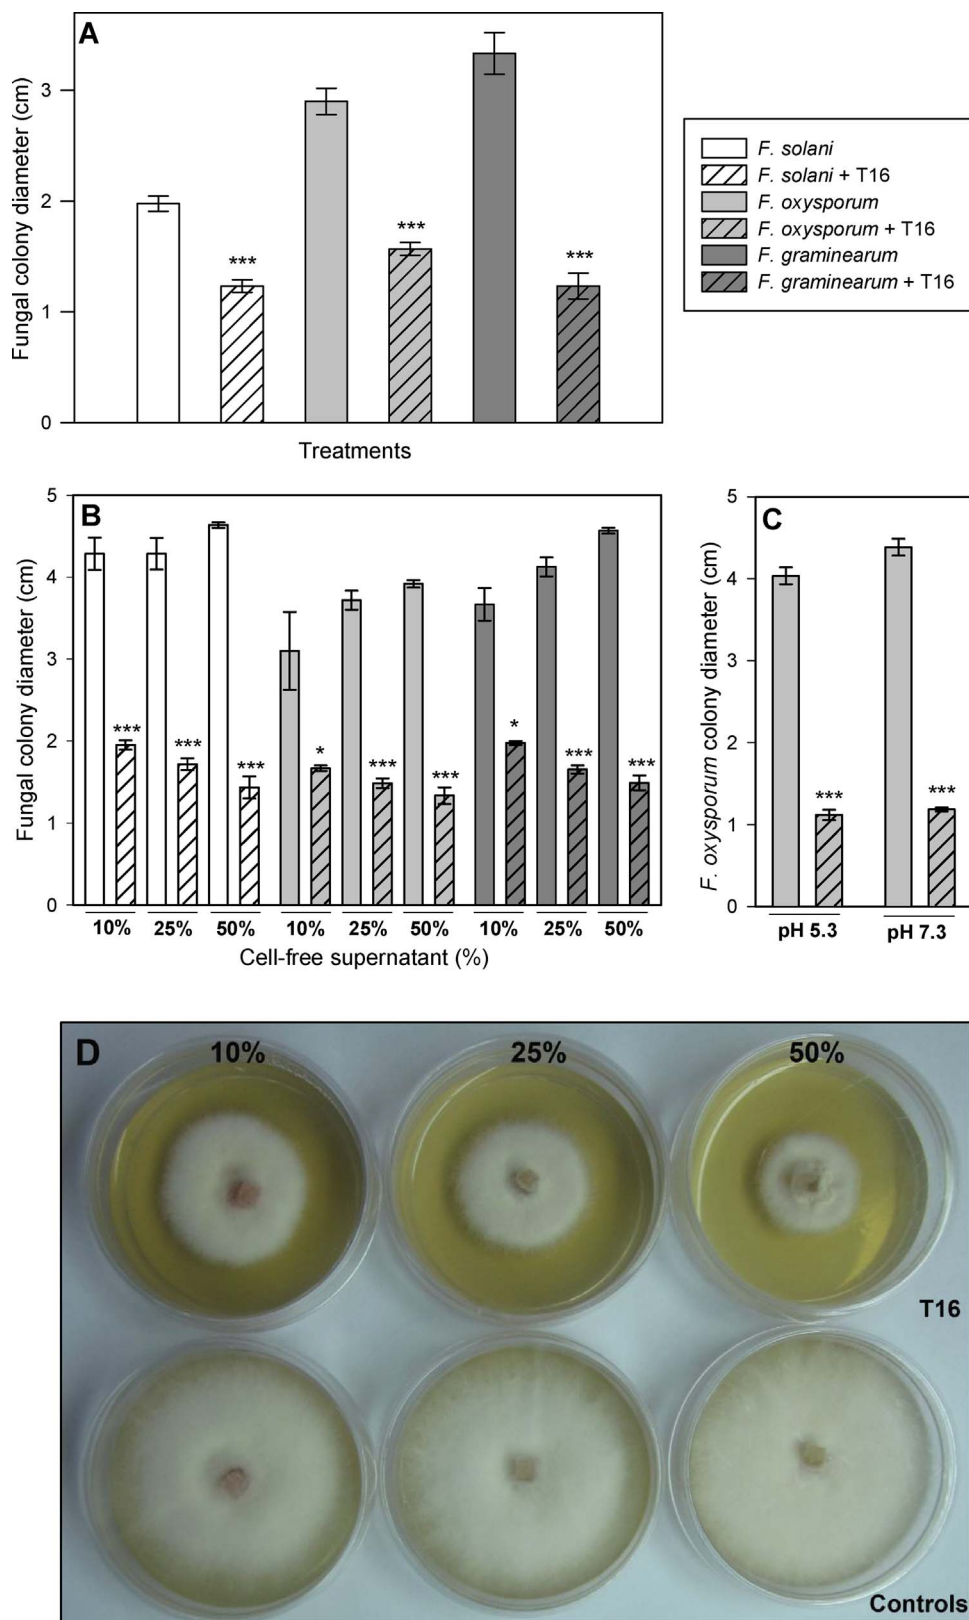 A
Fungal colony diameter (cm)
3
2
1
0
***
***
***
Treatments
F. solani
F. solani + T16
F. oxysporum
F. oxysporum + T16
F. graminearum
F. graminearum + T16
B
Fungal colony diameter (cm)
5
4
3
2
1
0
***
***
***
*
***
***
*
***
***
10% 25% 50% 10% 25% 50% 10% 25% 50%
Cell-free supernatant (%)
C
F. oxysporum colony diameter (cm)
5
4
3
2
1
0
***
***
pH 5.3 pH 7.3
D
10% 25% 50%
T16
Controls